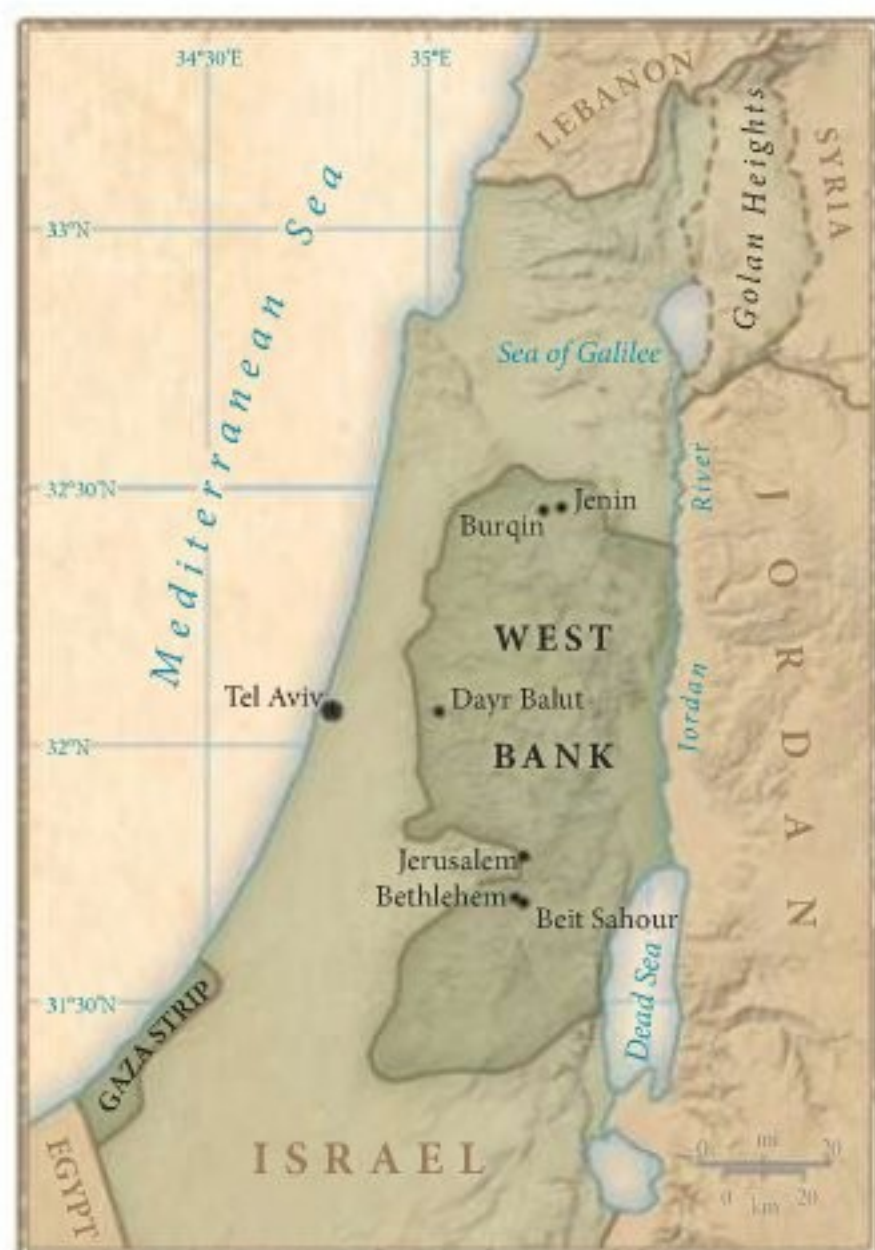 34°30'E
35°E
LEBANON
Golan Heights
SYRIA
33°N
Mediterranean Sea
Sea of Galilee
32°30'N
Jenin
Burqin
Jordan River
JORDAN
WEST
BANK
Tel Aviv
Dayr Balut
32°N
Jerusalem
Bethlehem
Beit Sahour
Dead Sea
31°30'N
GAZA STRIP
ISRAEL
EGYPT
0 mi 20
0 km 20